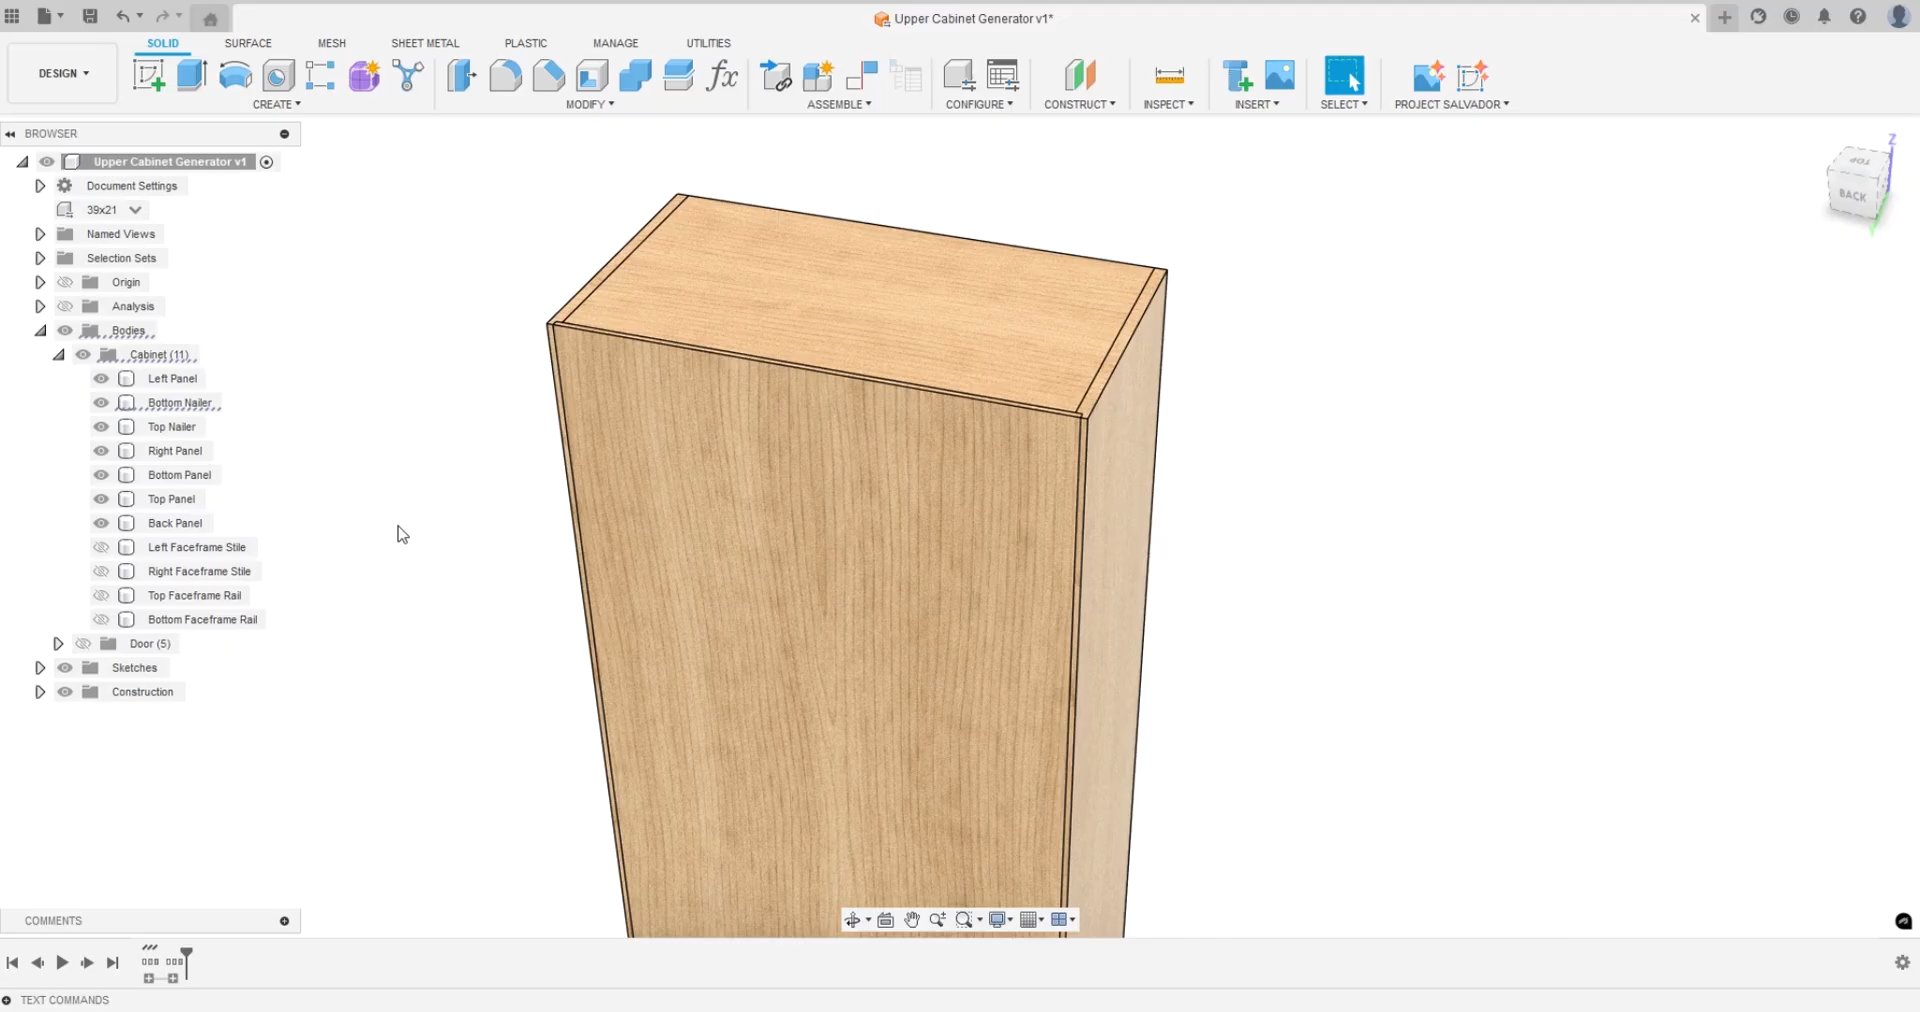 Upper Cabinet Generator v1*
DESIGN
SOLID
SURFACE
MESH
SHEET METAL
PLASTIC
MANAGE
UTILITIES
fx
CREATE
MODIFY
ASSEMBLE
CONFIGURE
CONSTRUCT
INSPECT
INSERT
SELECT
PROJECT SALVADOR
BROWSER
Upper Cabinet Generator v1
Document Settings
39x21
Named Views
Selection Sets
Origin
Analysis
Bodies
Cabinet (11)
Left Panel
Bottom Nailer
Top Nailer
Right Panel
Bottom Panel
Top Panel
Back Panel
Left Faceframe Stile
Right Faceframe Stile
Top Faceframe Rail
Bottom Faceframe Rail
Door (5)
Sketches
Construction
Z
TOP
BACK
Y
COMMENTS
TEXT COMMANDS